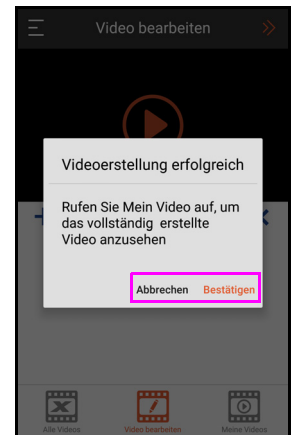 Video bearbeiten
Videoerstellung erfolgreich
Rufen Sie Mein Video auf, um
das vollständig erstellte
Video anzusehen
Abbrechen Bestätigen
Alle Videos Video bearbeiten Meine Videos